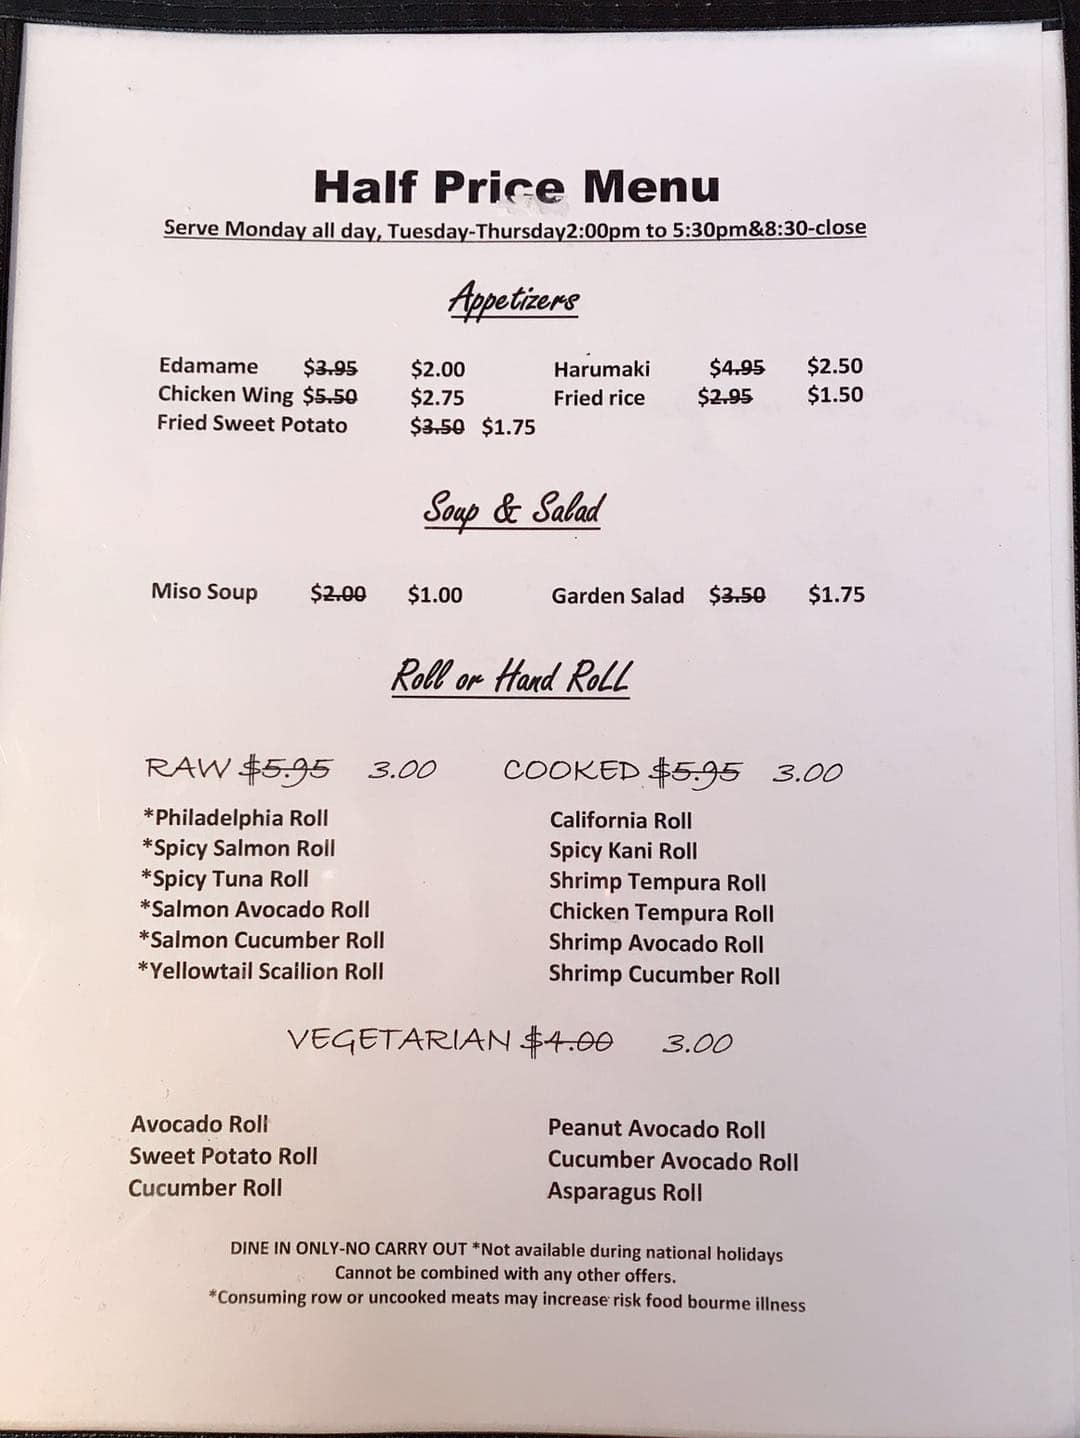 Half Price Menu
Serve Monday all day, Tuesday-Thursday2:00pm to 5:30pm&8:30-close
Appetizers
Edamame $3.95 $2.00 Harumaki $4.95 $2.50
Chicken Wing $5.50 $2.75 Fried rice $2.95 $1.50
Fried Sweet Potato $3.50 $1.75
Soup & Salad
Miso Soup $2.00 $1.00 Garden Salad $3.50 $1.75
Roll or Hand Roll
RAW $5.95 3.00 COOKED $5.95 3.00
*Philadelphia Roll California Roll
*Spicy Salmon Roll Spicy Kani Roll
*Spicy Tuna Roll Shrimp Tempura Roll
*Salmon Avocado Roll Chicken Tempura Roll
*Salmon Cucumber Roll Shrimp Avocado Roll
*Yellowtail Scailion Roll Shrimp Cucumber Roll
VEGETARIAN $4.00 3.00
Avocado Roll Peanut Avocado Roll
Sweet Potato Roll Cucumber Avocado Roll
Cucumber Roll Asparagus Roll
DINE IN ONLY-NO CARRY OUT *Not available during national holidays
Cannot be combined with any other offers.
*Consuming row or uncooked meats may increase risk food bourme illness